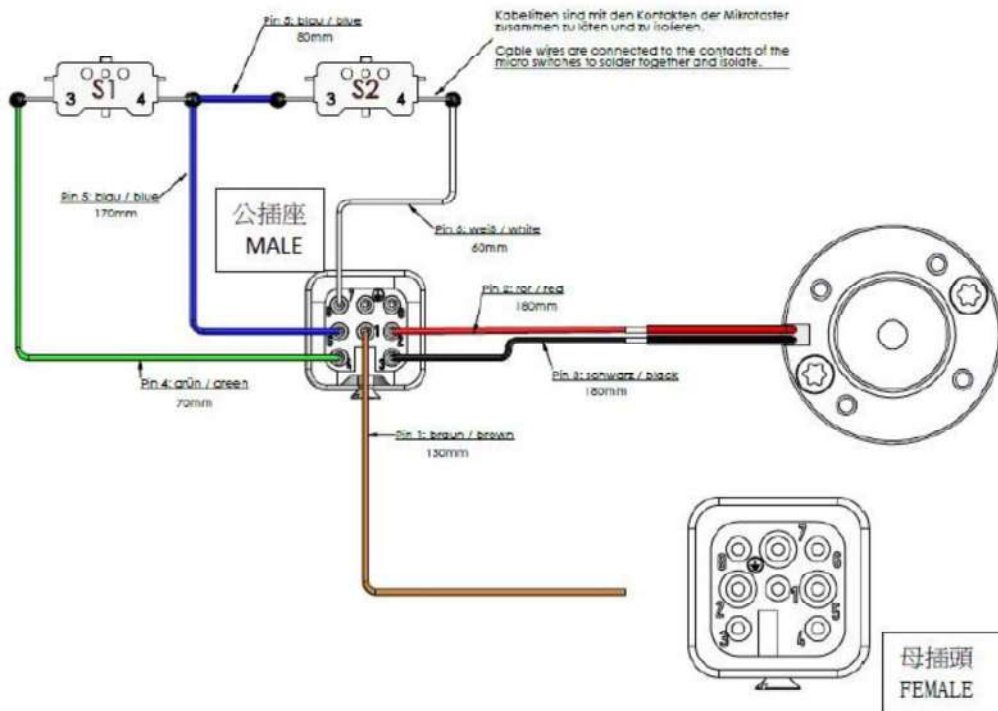 Pin 5: blau / blue
80mm
Kabellitzen sind mit den Kontakten der Mikrotaster
zusammen zu löten und zu isolieren.
Cable wires are connected to the contacts of the
micro switches to solder together and isolate.
3 S1 4
3 S2 4
Pin 5: blau / blue
170mm
公插座
MALE
Pin 6: weiß / white
60mm
Pin 2: rot / red
180mm
7
1
2
5
4
3
Pin 4: grün / green
70mm
Pin 3: schwarz / black
180mm
Pin 1: braun / brown
130mm
7
8
2
1
5
3
4
母插頭
FEMALE